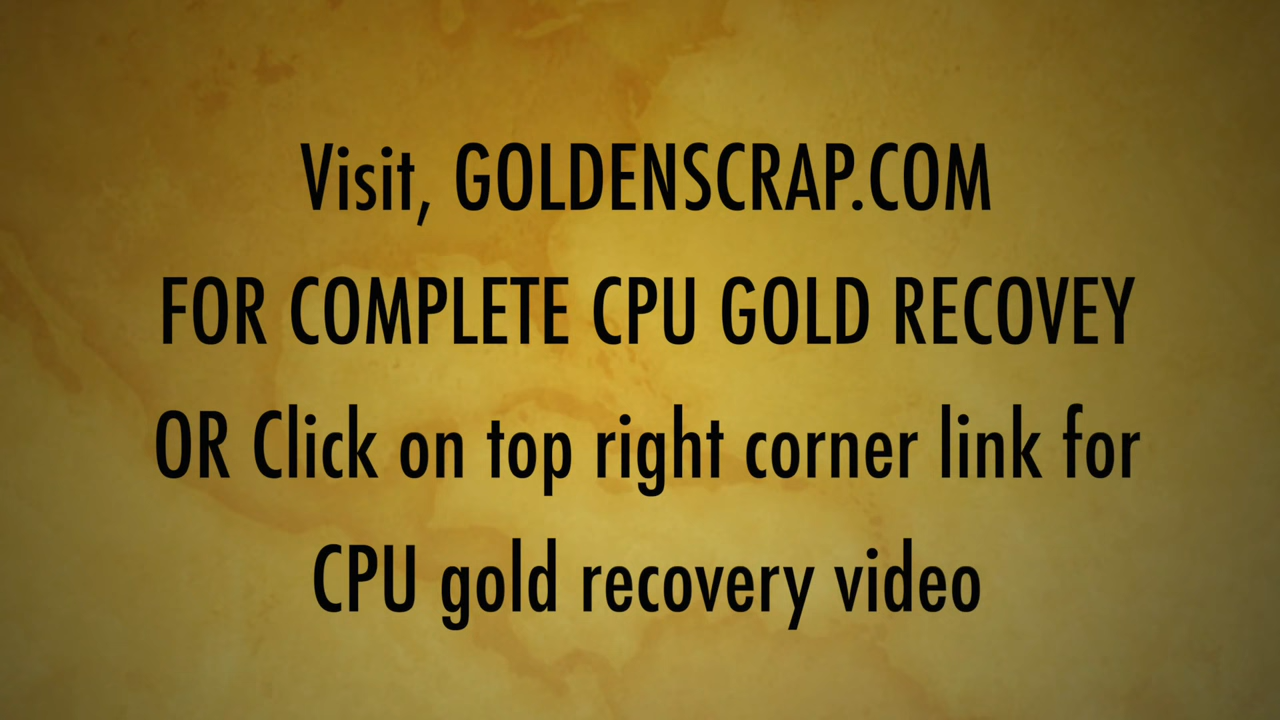 Visit, GOLDENSCRAP.COM
FOR COMPLETE CPU GOLD RECOVEY
OR Click on top right corner link for
CPU gold recovery video